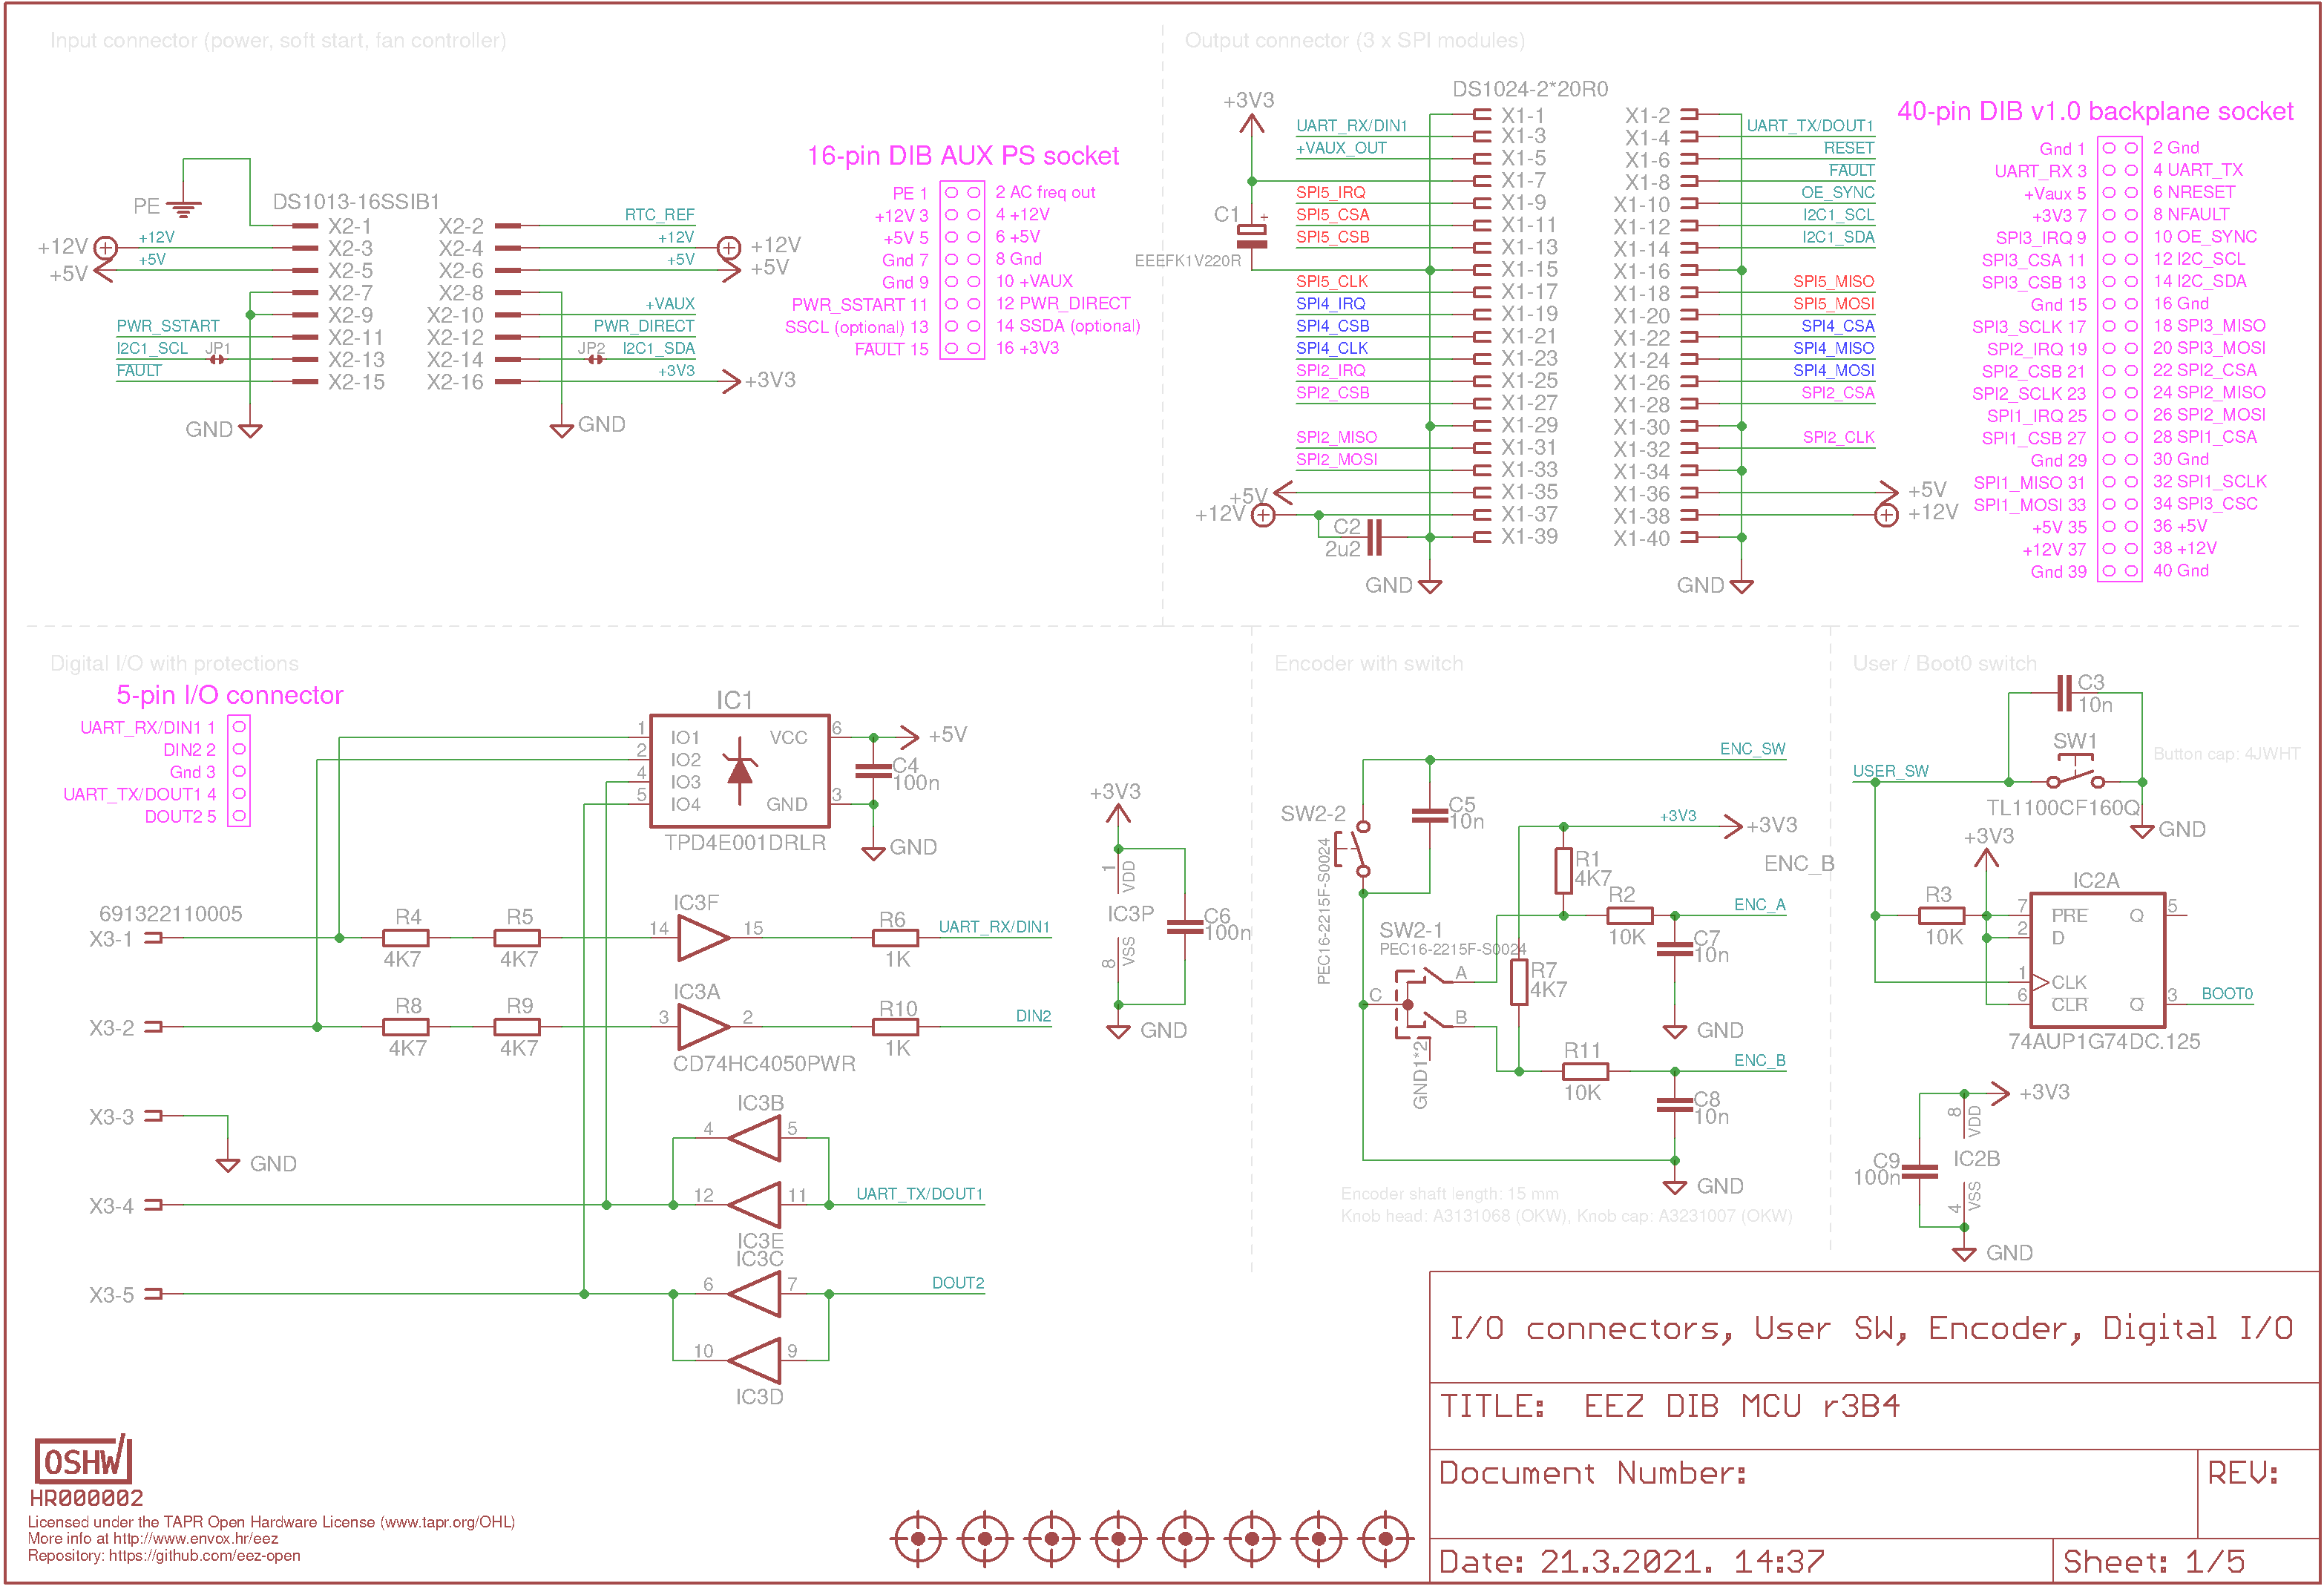 Input connector (power, soft start, fan controller)
PE
DS1013-16SSIB1
X2-1 X2-2 RTC_REF
+12V +12V X2-3 X2-4 +12V +12V
+5V +5V X2-5 X2-6 +5V +5V
X2-7 X2-8
X2-9 X2-10 +VAUX
PWR_SSTART X2-11 X2-12 PWR_DIRECT
I2C1_SCL JP1 X2-13 X2-14 JP2 I2C1_SDA
FAULT X2-15 X2-16 +3V3 +3V3
GND GND
16-pin DIB AUX PS socket
PE 1 2 AC freq out
+12V 3 4 +12V
+5V 5 6 +5V
Gnd 7 8 Gnd
Gnd 9 10 +VAUX
PWR_SSTART 11 12 PWR_DIRECT
SSCL (optional) 13 14 SSDA (optional)
FAULT 15 16 +3V3
Output connector (3 x SPI modules)
DS1024-2*20R0
+3V3
X1-1 X1-2
UART_RX/DIN1 X1-3 X1-4 UART_TX/DOUT1
+VAUX_OUT X1-5 X1-6 RESET
X1-7 X1-8 FAULT
SPI5_IRQ X1-9 X1-10 OE_SYNC
C1 + SPI5_CSA X1-11 X1-12 I2C1_SCL
SPI5_CSB X1-13 X1-14 I2C1_SDA
EEEFK1V220R X1-15 X1-16
SPI5_CLK X1-17 X1-18 SPI5_MISO
SPI4_IRQ X1-19 X1-20 SPI5_MOSI
SPI4_CSB X1-21 X1-22 SPI4_CSA
SPI4_CLK X1-23 X1-24 SPI4_MISO
SPI2_IRQ X1-25 X1-26 SPI4_MOSI
SPI2_CSB X1-27 X1-28 SPI2_CSA
X1-29 X1-30
SPI2_MISO X1-31 X1-32 SPI2_CLK
SPI2_MOSI X1-33 X1-34
+5V X1-35 X1-36 +5V
+12V X1-37 X1-38 +12V
C2 2u2 X1-39 X1-40
GND GND
40-pin DIB v1.0 backplane socket
Gnd 1 2 Gnd
UART_RX 3 4 UART_TX
+Vaux 5 6 NRESET
+3V3 7 8 NFAULT
SPI3_IRQ 9 10 OE_SYNC
SPI3_CSA 11 12 I2C_SCL
SPI3_CSB 13 14 I2C_SDA
Gnd 15 16 Gnd
SPI3_SCLK 17 18 SPI3_MISO
SPI2_IRQ 19 20 SPI3_MOSI
SPI2_CSB 21 22 SPI2_CSA
SPI2_SCLK 23 24 SPI2_MISO
SPI1_IRQ 25 26 SPI2_MOSI
SPI1_CSB 27 28 SPI1_CSA
Gnd 29 30 Gnd
SPI1_MISO 31 32 SPI1_SCLK
SPI1_MOSI 33 34 SPI3_CSC
+5V 35 36 +5V
+12V 37 38 +12V
Gnd 39 40 Gnd
Digital I/O with protections
5-pin I/O connector
UART_RX/DIN1 1
DIN2 2
Gnd 3
UART_TX/DOUT1 4
DOUT2 5
IC1
1 IO1 VCC 6 +5V
2 IO2
4 IO3 C4
100n
5 IO4 GND 3
TPD4E001DRLR GND
691322110005
X3-1 R4 4K7 R5 4K7 14 IC3F 15 R6 1K UART_RX/DIN1
X3-2 R8 4K7 R9 4K7 3 IC3A 2 R10 1K DIN2
CD74HC4050PWR
X3-3 GND
IC3B
4 5
X3-4 12 11 UART_TX/DOUT1
IC3E
IC3C
X3-5 6 7 DOUT2
10 9
IC3D
+3V3
1 VDD
IC3P C6
100n
8 VSS
GND
Encoder with switch
ENC_SW
SW2-2 C5
10n
PEC16-2215F-S0024
+3V3 +3V3
R1
4K7
ENC_B
R2 ENC_A
10K C7
10n
SW2-1
PEC16-2215F-S0024
C A B
R7
4K7
GND
GND1*2
R11 ENC_B
10K C8
10n
GND
Encoder shaft length: 15 mm
Knob head: A3131068 (OKW), Knob cap: A3231007 (OKW)
User / Boot0 switch
C3
10n
SW1
Button cap: 4JWHT
USER_SW
TL1100CF160Q
GND
+3V3
IC2A
R3
10K
7 PRE Q 5
2 D
1 CLK
6 CLR Q 3 BOOT0
74AUP1G74DC.125
+3V3
8 VDD
C9
100n
IC2B
4 VSS
GND
I/O connectors, User SW, Encoder, Digital I/O
TITLE: EEZ DIB MCU r3B4
Document Number:
REV:
Date: 21.3.2021. 14:37
Sheet: 1/5
OSHW
HR000002
Licensed under the TAPR Open Hardware License (www.tapr.org/OHL)
More info at http://www.envox.hr/eez
Repository: https://github.com/eez-open